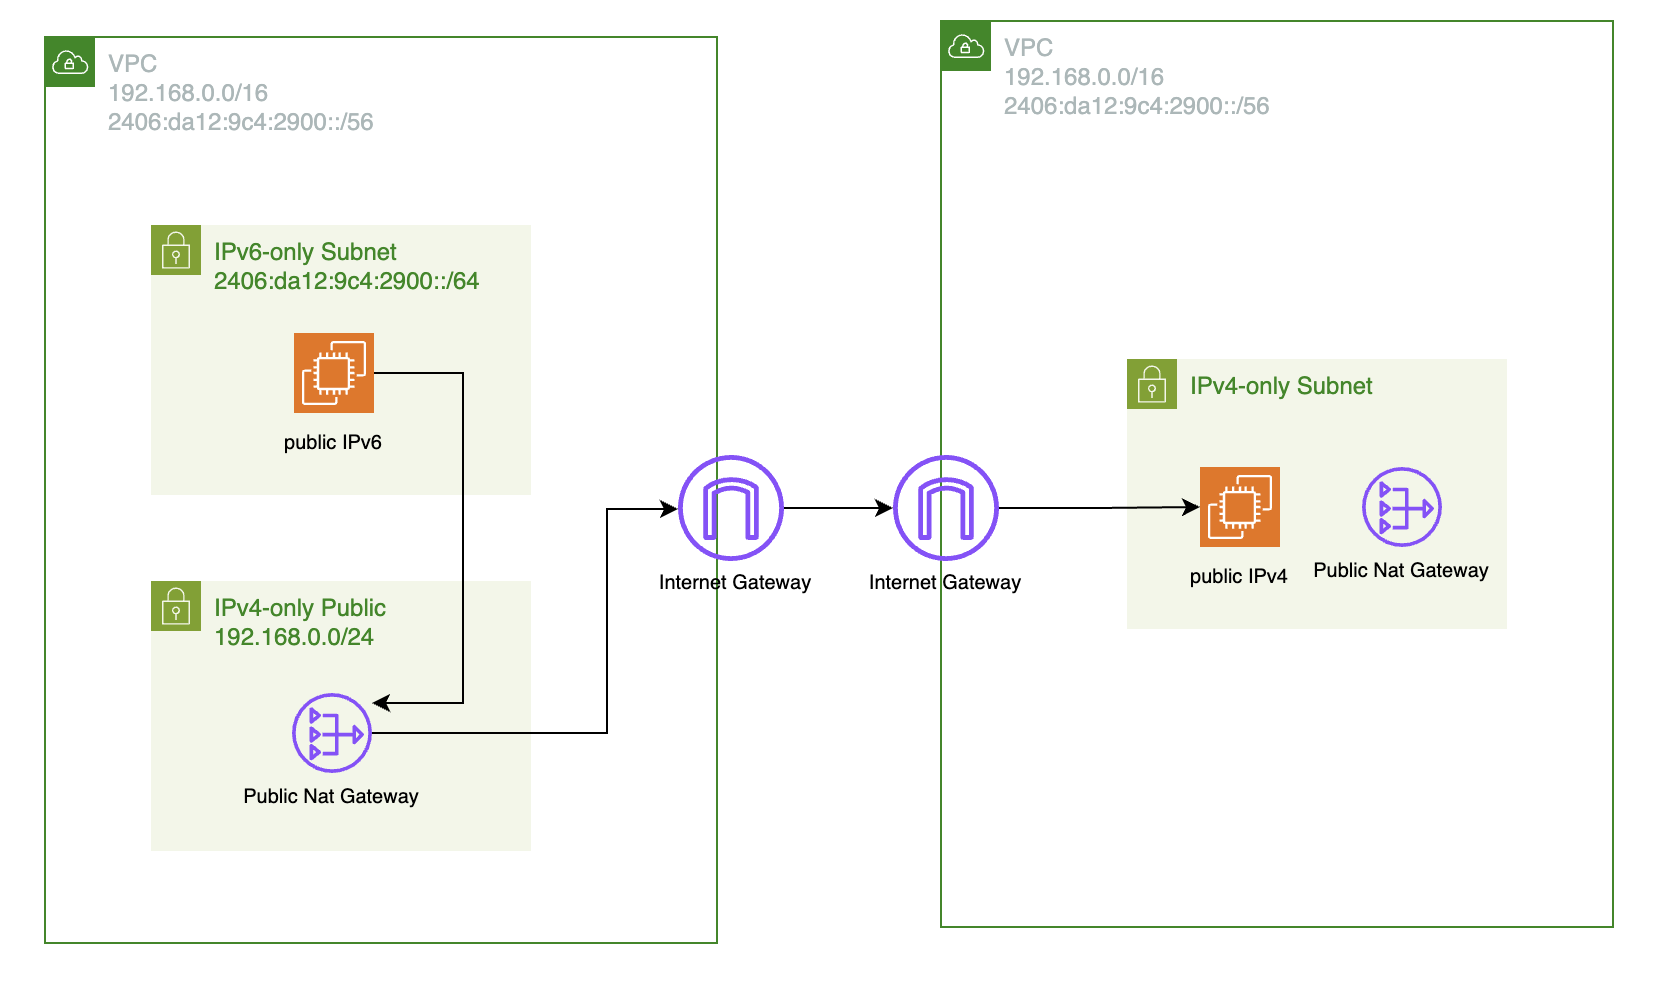 VPC
192.168.0.0/16
2406:da12:9c4:2900::/56
IPv6-only Subnet
2406:da12:9c4:2900::/64
public IPv6
IPv4-only Public
192.168.0.0/24
Public Nat Gateway
Internet Gateway
Internet Gateway
VPC
192.168.0.0/16
2406:da12:9c4:2900::/56
IPv4-only Subnet
public IPv4
Public Nat Gateway